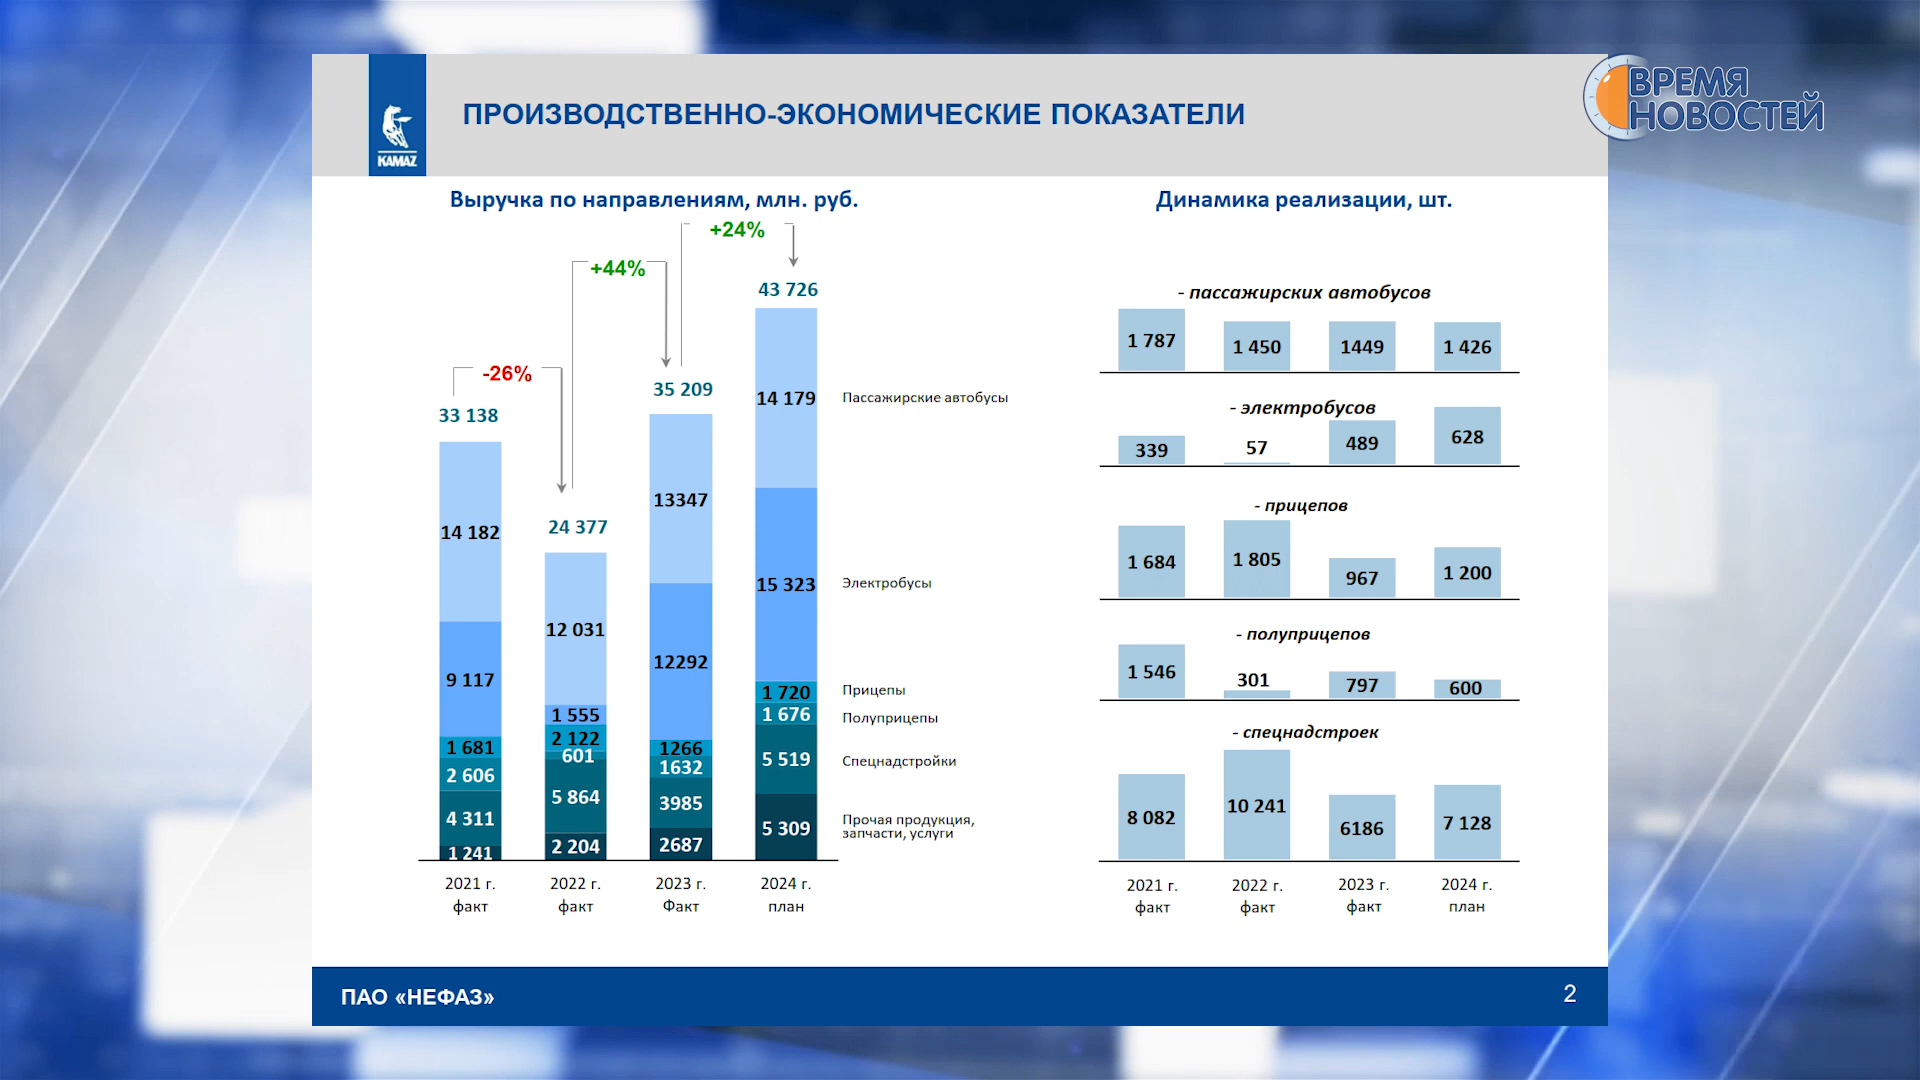 ВРЕМЯ
НОВОСТЕЙ
KAMAZ
ПРОИЗВОДСТВЕННО-ЭКОНОМИЧЕСКИЕ ПОКАЗАТЕЛИ
Выручка по направлениям, млн. руб.
+24%
+44%
-26%
43 726
35 209
33 138
24 377
14 182
9 117
1 681
2 606
4 311
1 241
12 031
1 555
2 122
601
5 864
2 204
13347
12292
1266
1632
3985
2687
14 179
15 323
1 720
1 676
5 519
5 309
Пассажирские автобусы
Электробусы
Прицепы
Полуприцепы
Спецнадстройки
Прочая продукция,
запчасти, услуги
2021 г. 2022 г. 2023 г. 2024 г.
факт факт Факт план
Динамика реализации, шт.
- пассажирских автобусов
1 787 1 450 1449 1 426
- электробусов
339 57 489 628
- прицепов
1 684 1 805 967 1 200
- полуприцепов
1 546 301 797 600
- спецнадстроек
8 082 10 241 6186 7 128
2021 г. 2022 г. 2023 г. 2024 г.
факт факт факт план
ПАО «НЕФАЗ»
2